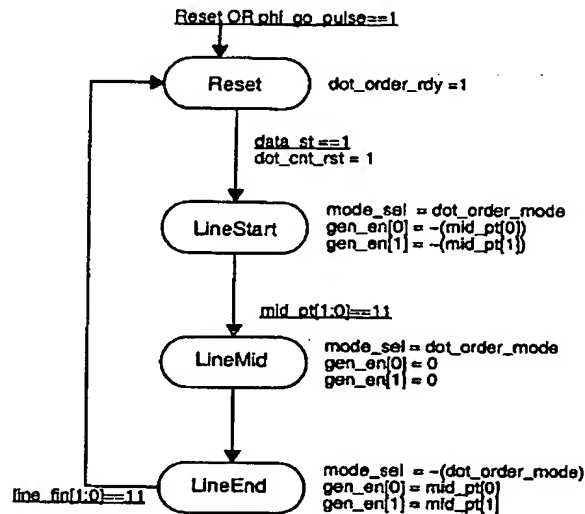 Reset OR phi_go_pulse==1
Reset
dot_order_rdy =1
data_st==1
dot_cnt_rst = 1
LineStart
mode_sel = dot_order_mode
gen_en[0] = ~(mid_pt[0])
gen_en[1] = ~(mid_pt[1])
mid_pt[1:0]==11
LineMid
mode_sel = dot_order_mode
gen_en[0] = 0
gen_en[1] = 0
LineEnd
mode_sel = ~(dot_order_mode)
gen_en[0] = mid_pt[0]
gen_en[1] = mid_pt[1]
line_fin[1:0]==11